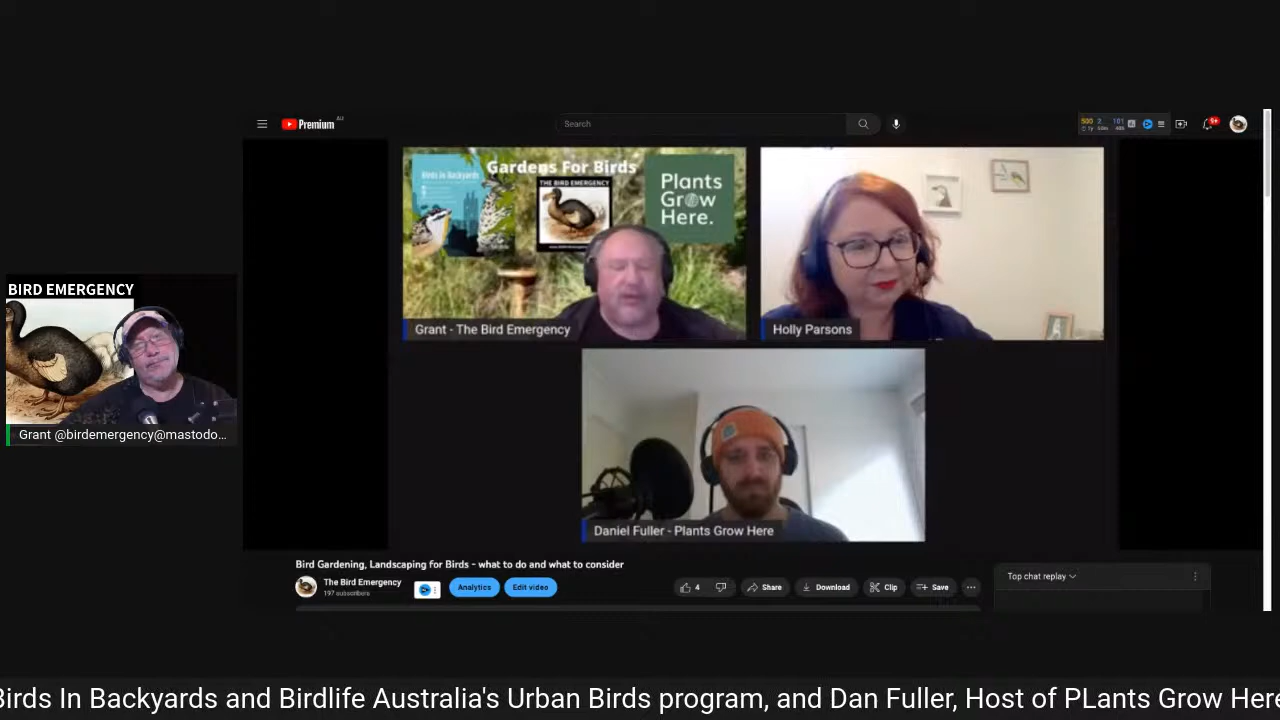 Premium
AU
Search
9+
Gardens For Birds
Birds in Backyards
THE BIRD EMERGENCY
Plants
Grow
Here.
Grant - The Bird Emergency
Holly Parsons
BIRD EMERGENCY
Grant @birdemergency@mastodo...
Daniel Fuller - Plants Grow Here
Bird Gardening, Landscaping for Birds - what to do and what to consider
The Bird Emergency
197 subscribers
Analytics
Edit video
4
Share
Download
Clip
Save
Top chat replay
Birds In Backyards and Birdlife Australia's Urban Birds program, and Dan Fuller, Host of PLants Grow Here